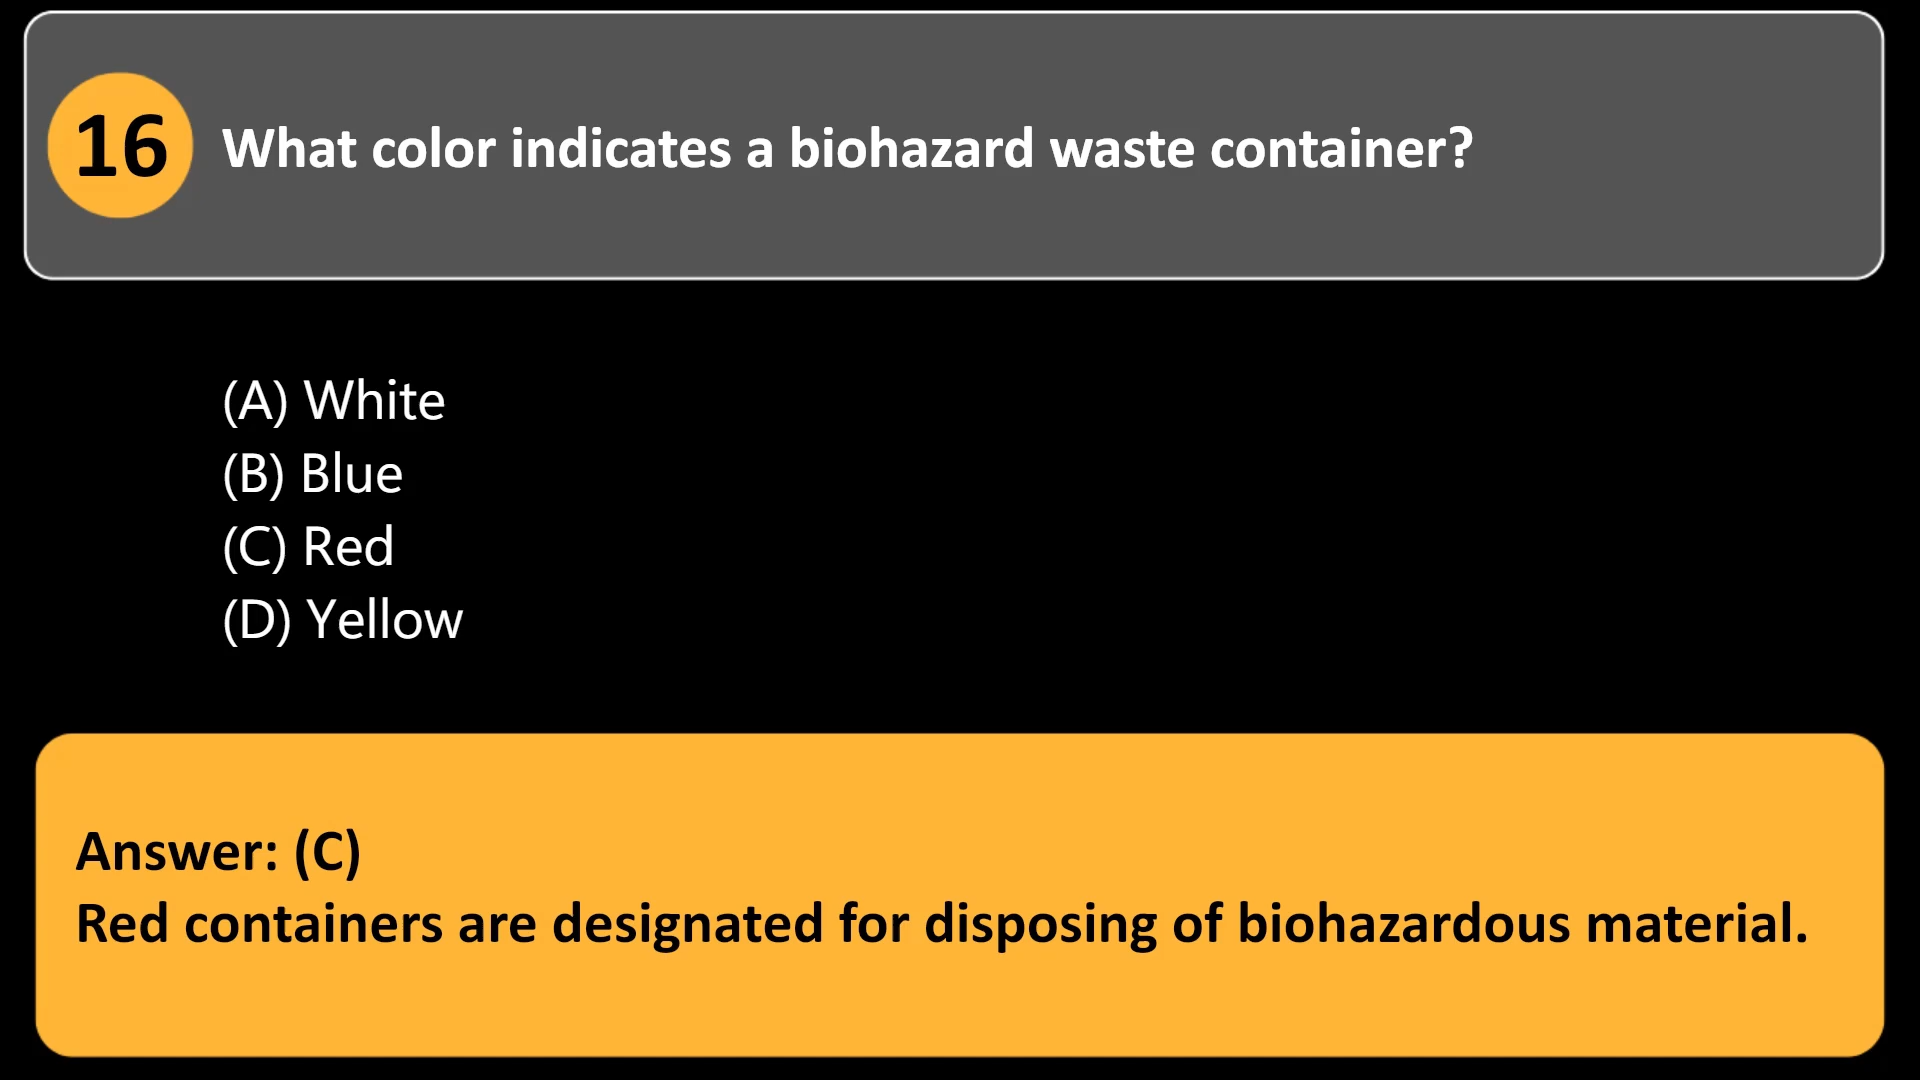 16
What color indicates a biohazard waste container?
(A) White
(B) Blue
(C) Red
(D) Yellow
Answer: (C)
Red containers are designated for disposing of biohazardous material.